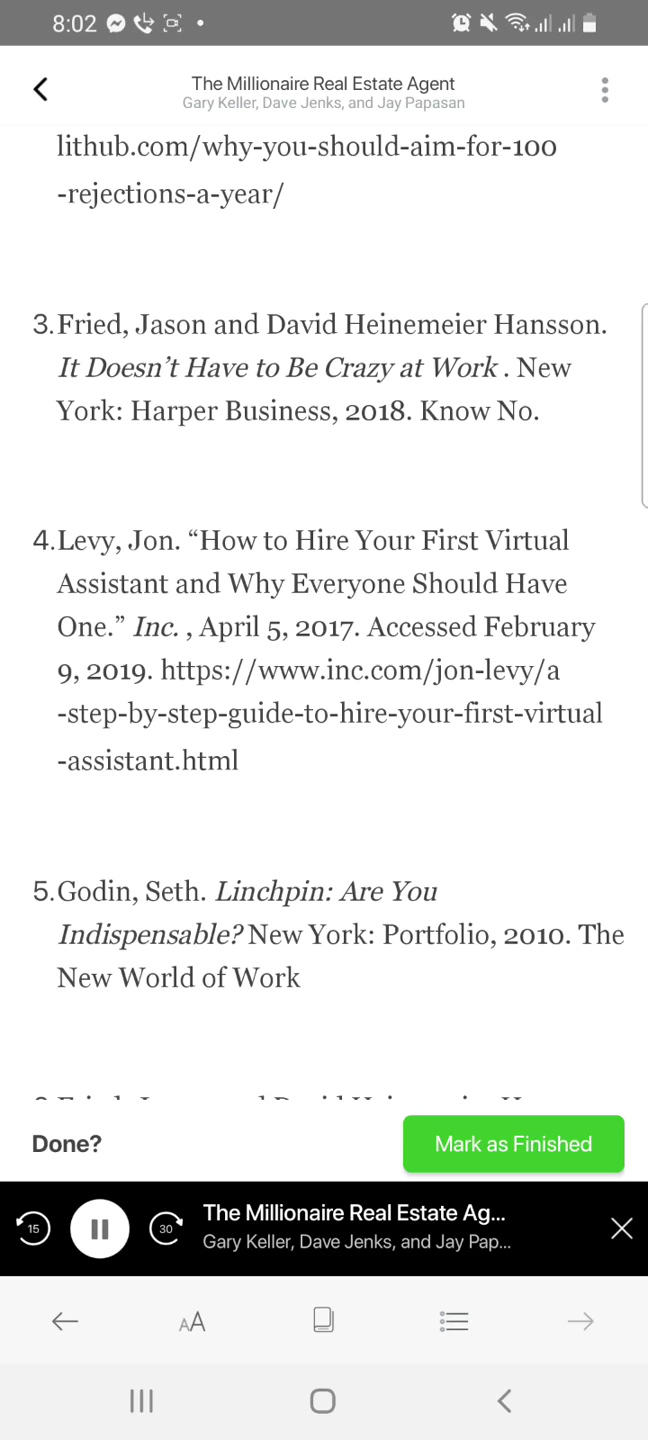 8:02
The Millionaire Real Estate Agent
Gary Keller, Dave Jenks, and Jay Papasan
lithub.com/why-you-should-aim-for-100
-rejections-a-year/
3. Fried, Jason and David Heinemeier Hansson.
It Doesn’t Have to Be Crazy at Work . New
York: Harper Business, 2018. Know No.
4. Levy, Jon. “How to Hire Your First Virtual
Assistant and Why Everyone Should Have
One.” Inc. , April 5, 2017. Accessed February
9, 2019. https://www.inc.com/jon-levy/a
-step-by-step-guide-to-hire-your-first-virtual
-assistant.html
5. Godin, Seth. Linchpin: Are You
Indispensable? New York: Portfolio, 2010. The
New World of Work
Done?
Mark as Finished
15
30
The Millionaire Real Estate Ag...
Gary Keller, Dave Jenks, and Jay Pap...
AA